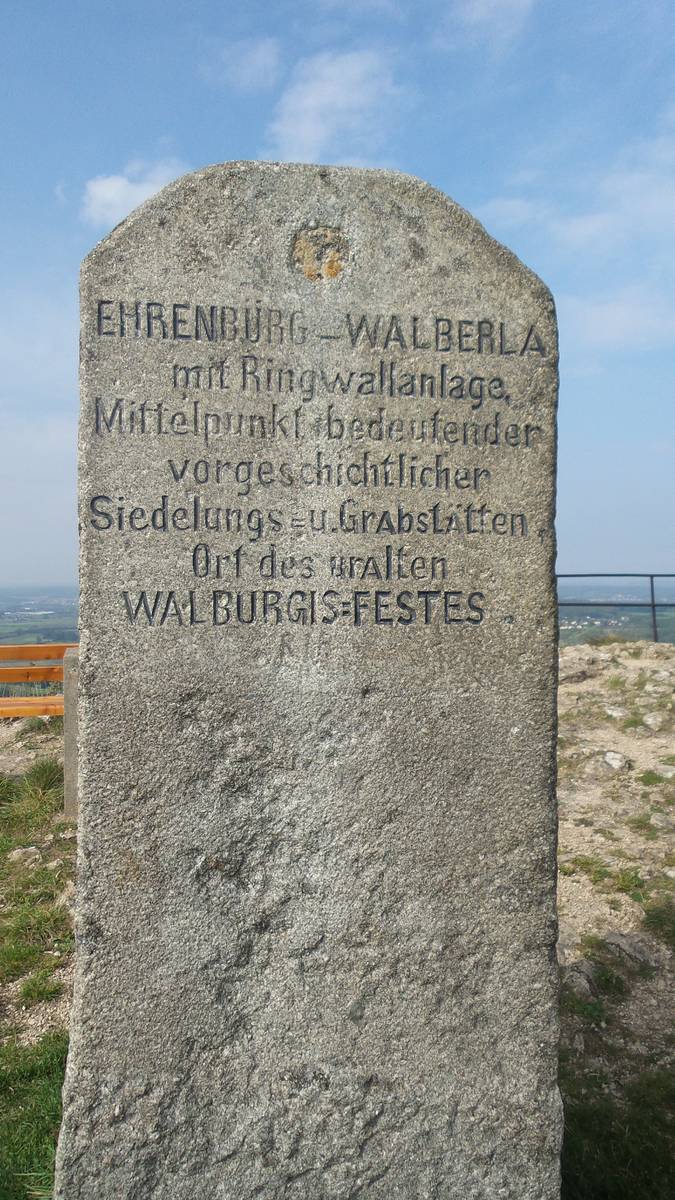 EHRENBÜRG – WALBERLA
mit Ringwallanlage,
Mittelpunkt bedeutender
vorgeschichtlicher
Siedelungs = u. Grabstätten,
Ort des uralten
WALBURGIS=FESTES.